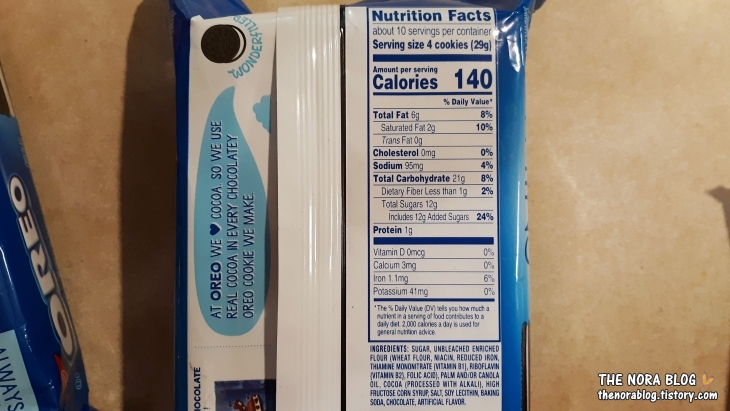 WONDERFILLED
AT OREO WE COCOA, SO WE USE
REAL COCOA IN EVERY CHOCOLATEY
OREO COOKIE WE MAKE.
OREO
Nutrition Facts
about 10 servings per container
Serving size 4 cookies (29g)
Amount per serving
Calories 140
% Daily Value*
Total Fat 6g 8%
Saturated Fat 2g 10%
Trans Fat 0g
Cholesterol 0mg 0%
Sodium 95mg 4%
Total Carbohydrate 21g 8%
Dietary Fiber Less than 1g 2%
Total Sugars 12g
Includes 12g Added Sugars 24%
Protein 1g
Vitamin D 0mcg 0%
Calcium 3mg 0%
Iron 1.1mg 6%
Potassium 41mg 0%
*The % Daily Value (DV) tells you how much a
nutrient in a serving of food contributes to a
daily diet. 2,000 calories a day is used for
general nutrition advice.
INGREDIENTS: SUGAR, UNBLEACHED ENRICHED
FLOUR (WHEAT FLOUR, NIACIN, REDUCED IRON,
THIAMINE MONONITRATE {VITAMIN B1}, RIBOFLAVIN
{VITAMIN B2}, FOLIC ACID), PALM AND/OR CANOLA
OIL, COCOA (PROCESSED WITH ALKALI), HIGH
FRUCTOSE CORN SYRUP, SALT, SOY LECITHIN, BAKING
SODA, CHOCOLATE, ARTIFICIAL FLAVOR.
THE NORA BLOG
thenorablog.tistory.com